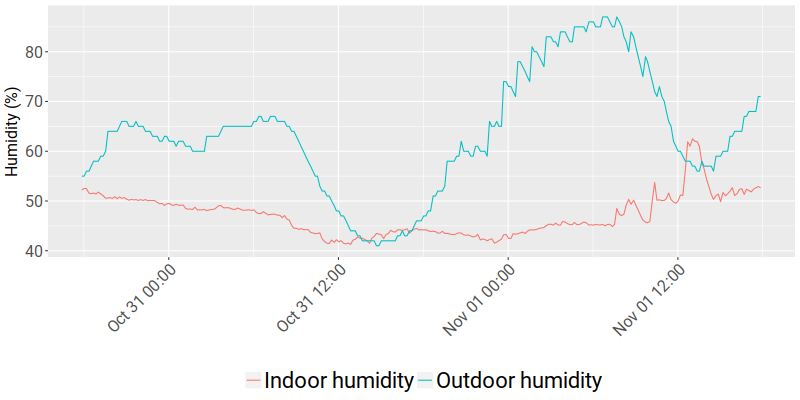 Humidity (%)
80
70
60
50
40
Oct 31 00:00
Oct 31 12:00
Nov 01 00:00
Nov 01 12:00
Indoor humidity
Outdoor humidity